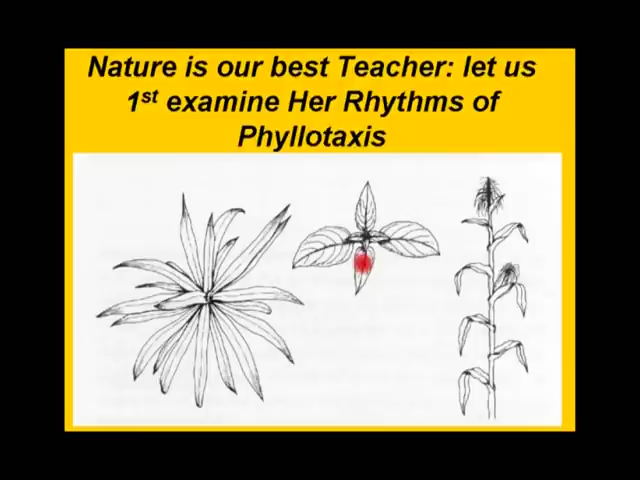 Nature is our best Teacher: let us
1st examine Her Rhythms of
Phyllotaxis